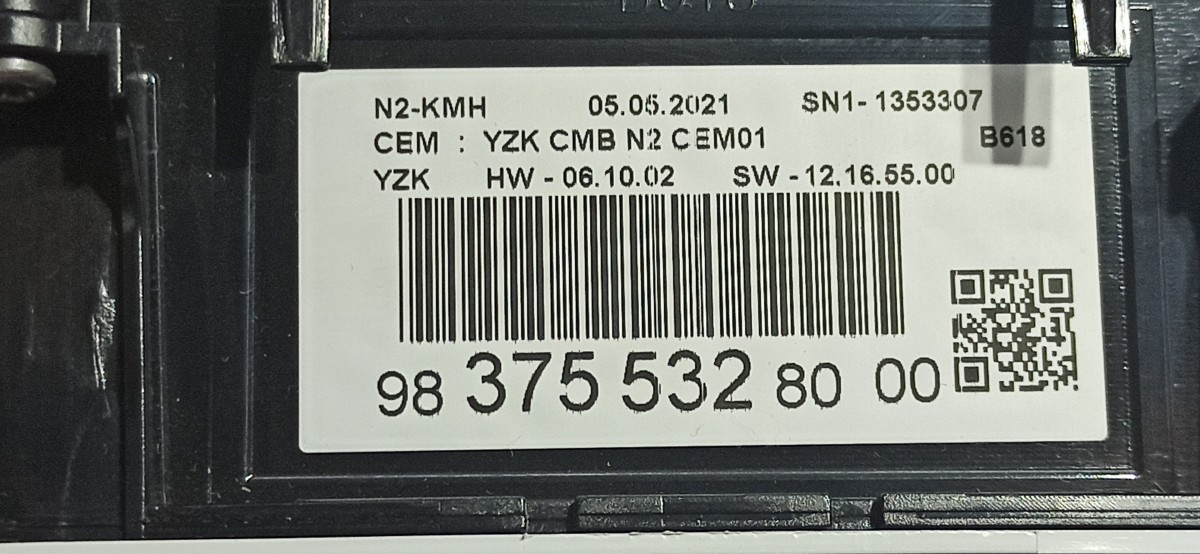 N2-KMH 05.05.2021 SN1- 1353307
CEM : YZK CMB N2 CEM01 B618
YZK HW - 06.10.02 SW - 12.16.55.00
98 375 532 80 00